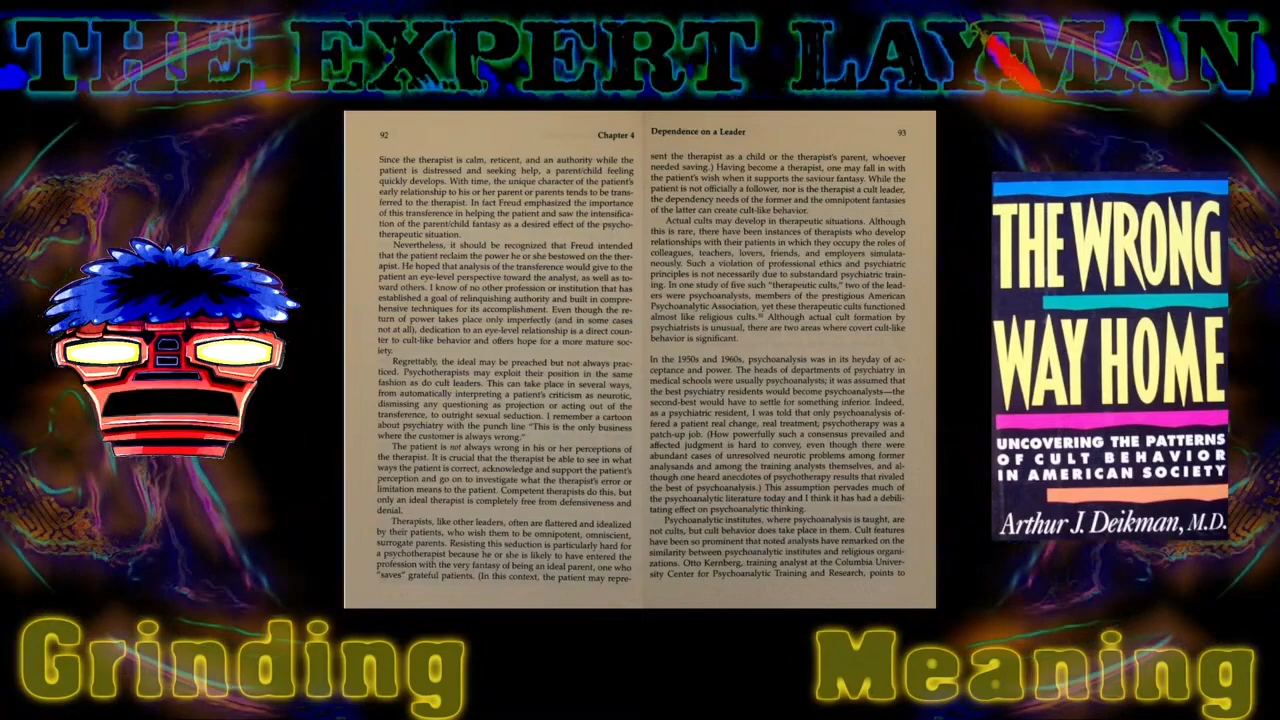 THE EXPERT LAYMAN
92
Chapter 4
Since the therapist is calm, reticent, and an authority while the
patient is distressed and seeking help, a parent/child feeling
quickly develops. With time, the unique character of the patient's
early relationship to his or her parent or parents tends to be trans-
ferred to the therapist. In fact Freud emphasized the importance
of this transference in helping the patient and saw the intensifica-
tion of the parent/child fantasy as a desired effect of the psycho-
therapeutic situation.
Nevertheless, it should be recognized that Freud intended
that the patient reclaim the power he or she bestowed on the ther-
apist. He hoped that analysis of the transference would give to the
patient an eye-level perspective toward the analyst, as well as to-
ward others. I know of no other profession or institution that has
established a goal of relinquishing authority and built in compre-
hensive techniques for its accomplishment. Even though the re-
turn of power takes place only imperfectly (and in some cases
not at all), dedication to an eye-level relationship is a direct coun-
ter to cult-like behavior and offers hope for a more mature soc-
iety.
Regrettably, the ideal may be preached but not always prac-
ticed. Psychotherapists may exploit their position in the same
fashion as do cult leaders. This can take place in several ways,
from automatically interpreting a patient's criticism as neurotic,
dismissing any questioning as projection or acting out of the
transference, to outright sexual seduction. I remember a cartoon
about psychiatry with the punch line "This is the only business
where the customer is always wrong."
The patient is not always wrong in his or her perceptions of
the therapist. It is crucial that the therapist be able to see in what
ways the patient is correct, acknowledge and support the patient's
perception and go on to investigate what the therapist's error or
limitation means to the patient. Competent therapists do this, but
only an ideal therapist is completely free from defensiveness and
denial.
Therapists, like other leaders, often are flattered and idealized
by their patients, who wish them to be omnipotent, omniscient,
surrogate parents. Resisting this seduction is particularly hard for
a psychotherapist because he or she is likely to have entered the
profession with the very fantasy of being an ideal parent, one who
"saves" grateful patients. (In this context, the patient may repre-
Dependence on a Leader
93
sent the therapist as a child or the therapist's parent, whoever
needed saving.) Having become a therapist, one may fall in with
the patient's wish when it supports the saviour fantasy. While the
patient is not officially a follower, nor is the therapist a cult leader,
the dependency needs of the former and the omnipotent fantasies
of the latter can create cult-like behavior.
Actual cults may develop in therapeutic situations. Although
this is rare, there have been instances of therapists who develop
relationships with their patients in which they occupy the roles of
colleagues, teachers, lovers, friends, and employers simulata-
neously. Such a violation of professional ethics and psychiatric
principles is not necessarily due to substandard psychiatric train-
ing. In one study of five such "therapeutic cults," two of the lead-
ers were psychoanalysts, members of the prestigious American
Psychoanalytic Association, yet these therapeutic cults functioned
almost like religious cults. Although actual cult formation by
psychiatrists is unusual, there are two areas where covert cult-like
behavior is significant.
In the 1950s and 1960s, psychoanalysis was in its heyday of ac-
ceptance and power. The heads of departments of psychiatry in
medical schools were usually psychoanalysts; it was assumed that
the best psychiatry residents would become psychoanalysts—the
second-best would have to settle for something inferior. Indeed,
as a psychiatric resident, I was told that only psychoanalysis of-
fered a patient real change, real treatment; psychotherapy was a
patch-up job. (How powerfully such a consensus prevailed and
affected judgment is hard to convey, even though there were
abundant cases of unresolved neurotic problems among former
analysands and among the training analysts themselves, and al-
though one heard anecdotes of psychotherapy results that rivaled
the best of psychoanalysis.) This assumption pervades much of
the psychoanalytic literature today and I think it has had a debili-
tating effect on psychoanalytic thinking.
Psychoanalytic institutes, where psychoanalysis is taught, are
not cults, but cult behavior does take place in them. Cult features
have been so prominent that noted analysts have remarked on the
similarity between psychoanalytic institutes and religious organi-
zations. Otto Kernberg, training analyst at the Columbia Univer-
sity Center for Psychoanalytic Training and Research, points to
THE WRONG
WAY HOME
UNCOVERING THE PATTERNS
OF CULT BEHAVIOR
IN AMERICAN SOCIETY
Arthur J. Deikman, M.D.
Grinding
Meaning